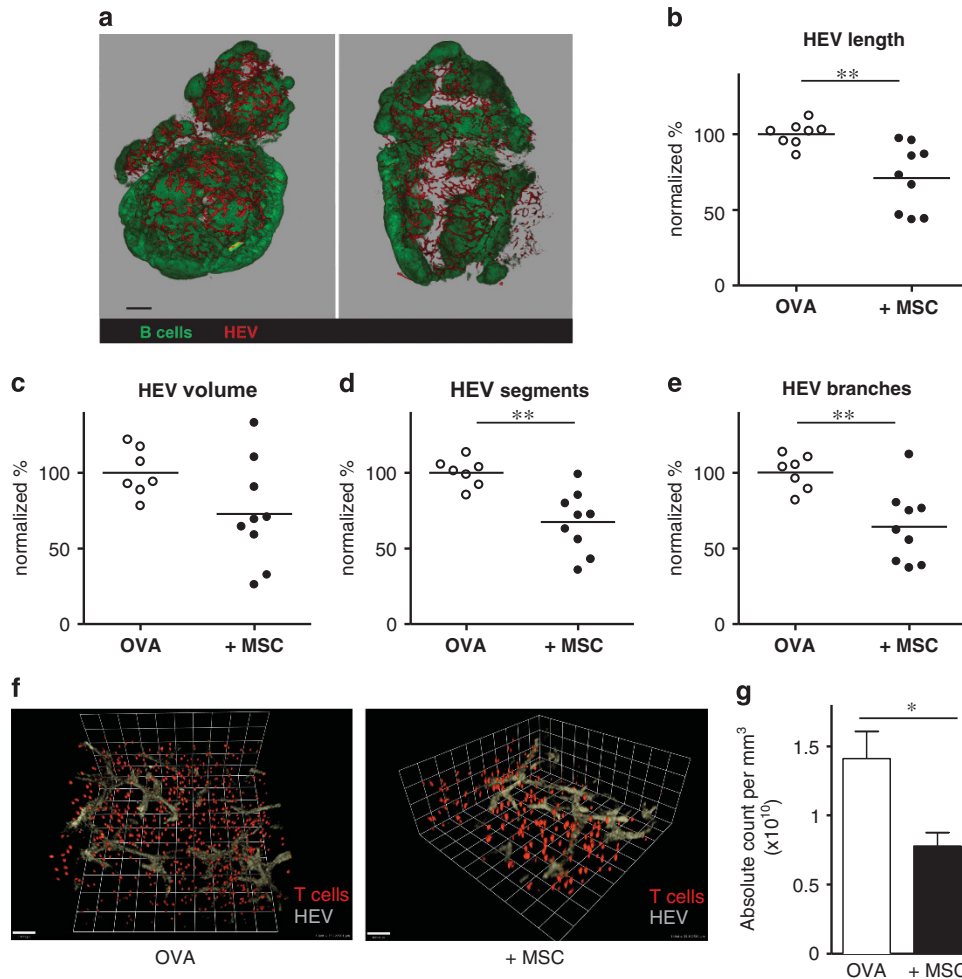 a
B cells HEV
b
HEV length
**
normalized %
100
50
0
OVA + MSC
c
HEV volume
normalized %
100
50
0
OVA + MSC
d
HEV segments
**
normalized %
100
50
0
OVA + MSC
e
HEV branches
**
normalized %
100
50
0
OVA + MSC
f
T cells
HEV
OVA
T cells
HEV
+ MSC
g
*
Absolute count per mm³
(x10¹⁰)
1.5
1
0.5
0
OVA + MSC